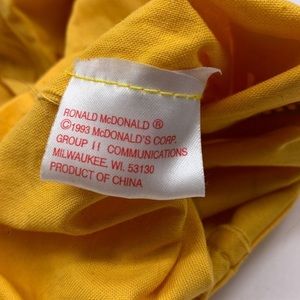 RONALD McDONALD ®
©1993 McDONALD'S CORP.
GROUP II COMMUNICATIONS
MILWAUKEE, WI. 53130
PRODUCT OF CHINA